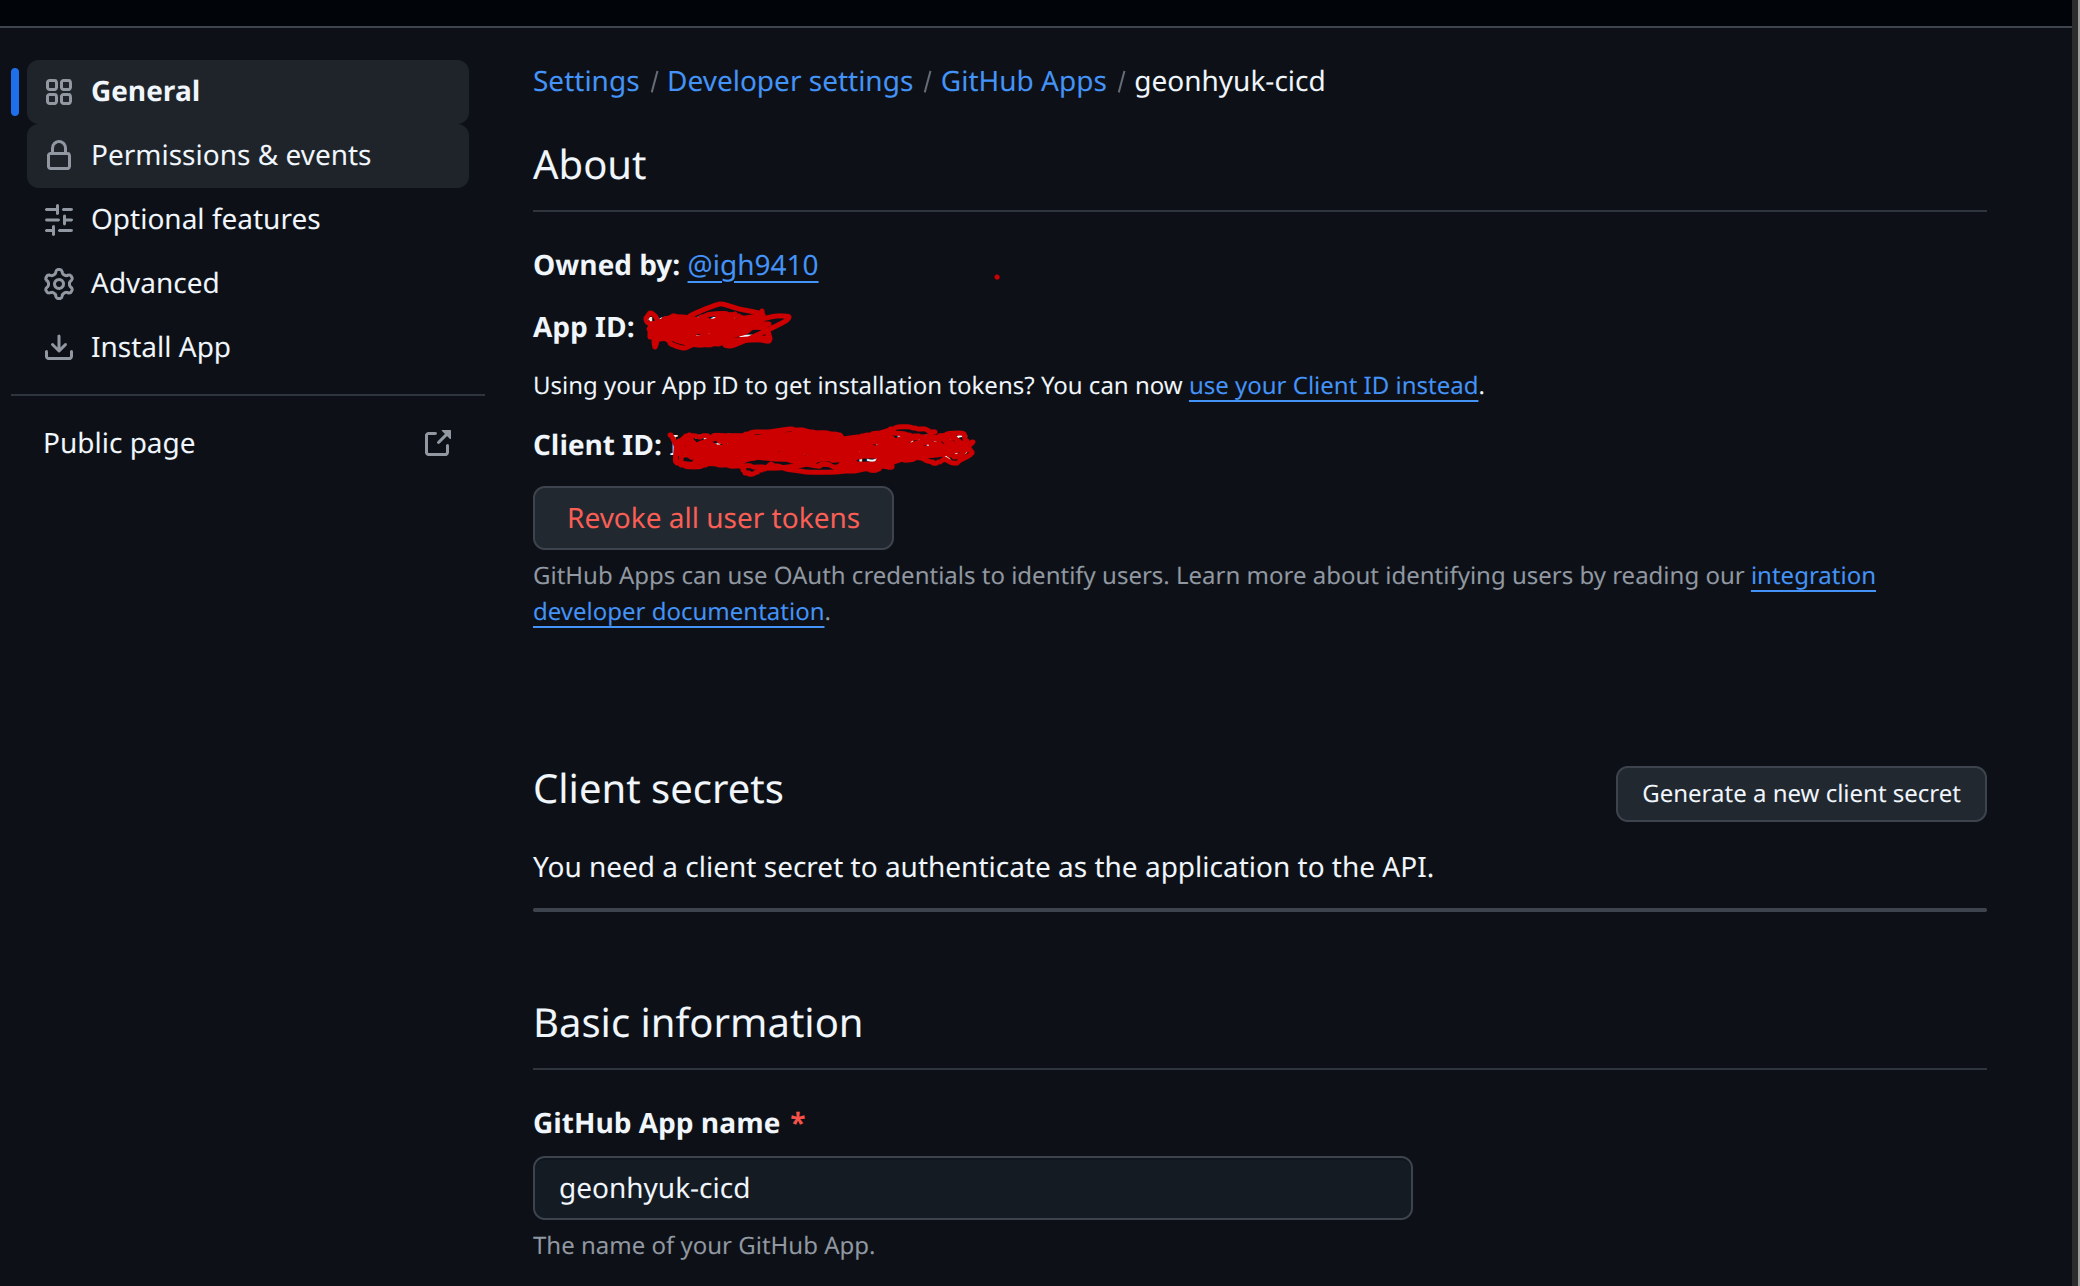 General
Permissions & events
Optional features
Advanced
Install App
Public page
Settings / Developer settings / GitHub Apps / geonhyuk-cicd
About
Owned by: @igh9410
App ID:
Using your App ID to get installation tokens? You can now use your Client ID instead.
Client ID:
Revoke all user tokens
GitHub Apps can use OAuth credentials to identify users. Learn more about identifying users by reading our integration
developer documentation.
Client secrets
Generate a new client secret
You need a client secret to authenticate as the application to the API.
Basic information
GitHub App name *
geonhyuk-cicd
The name of your GitHub App.